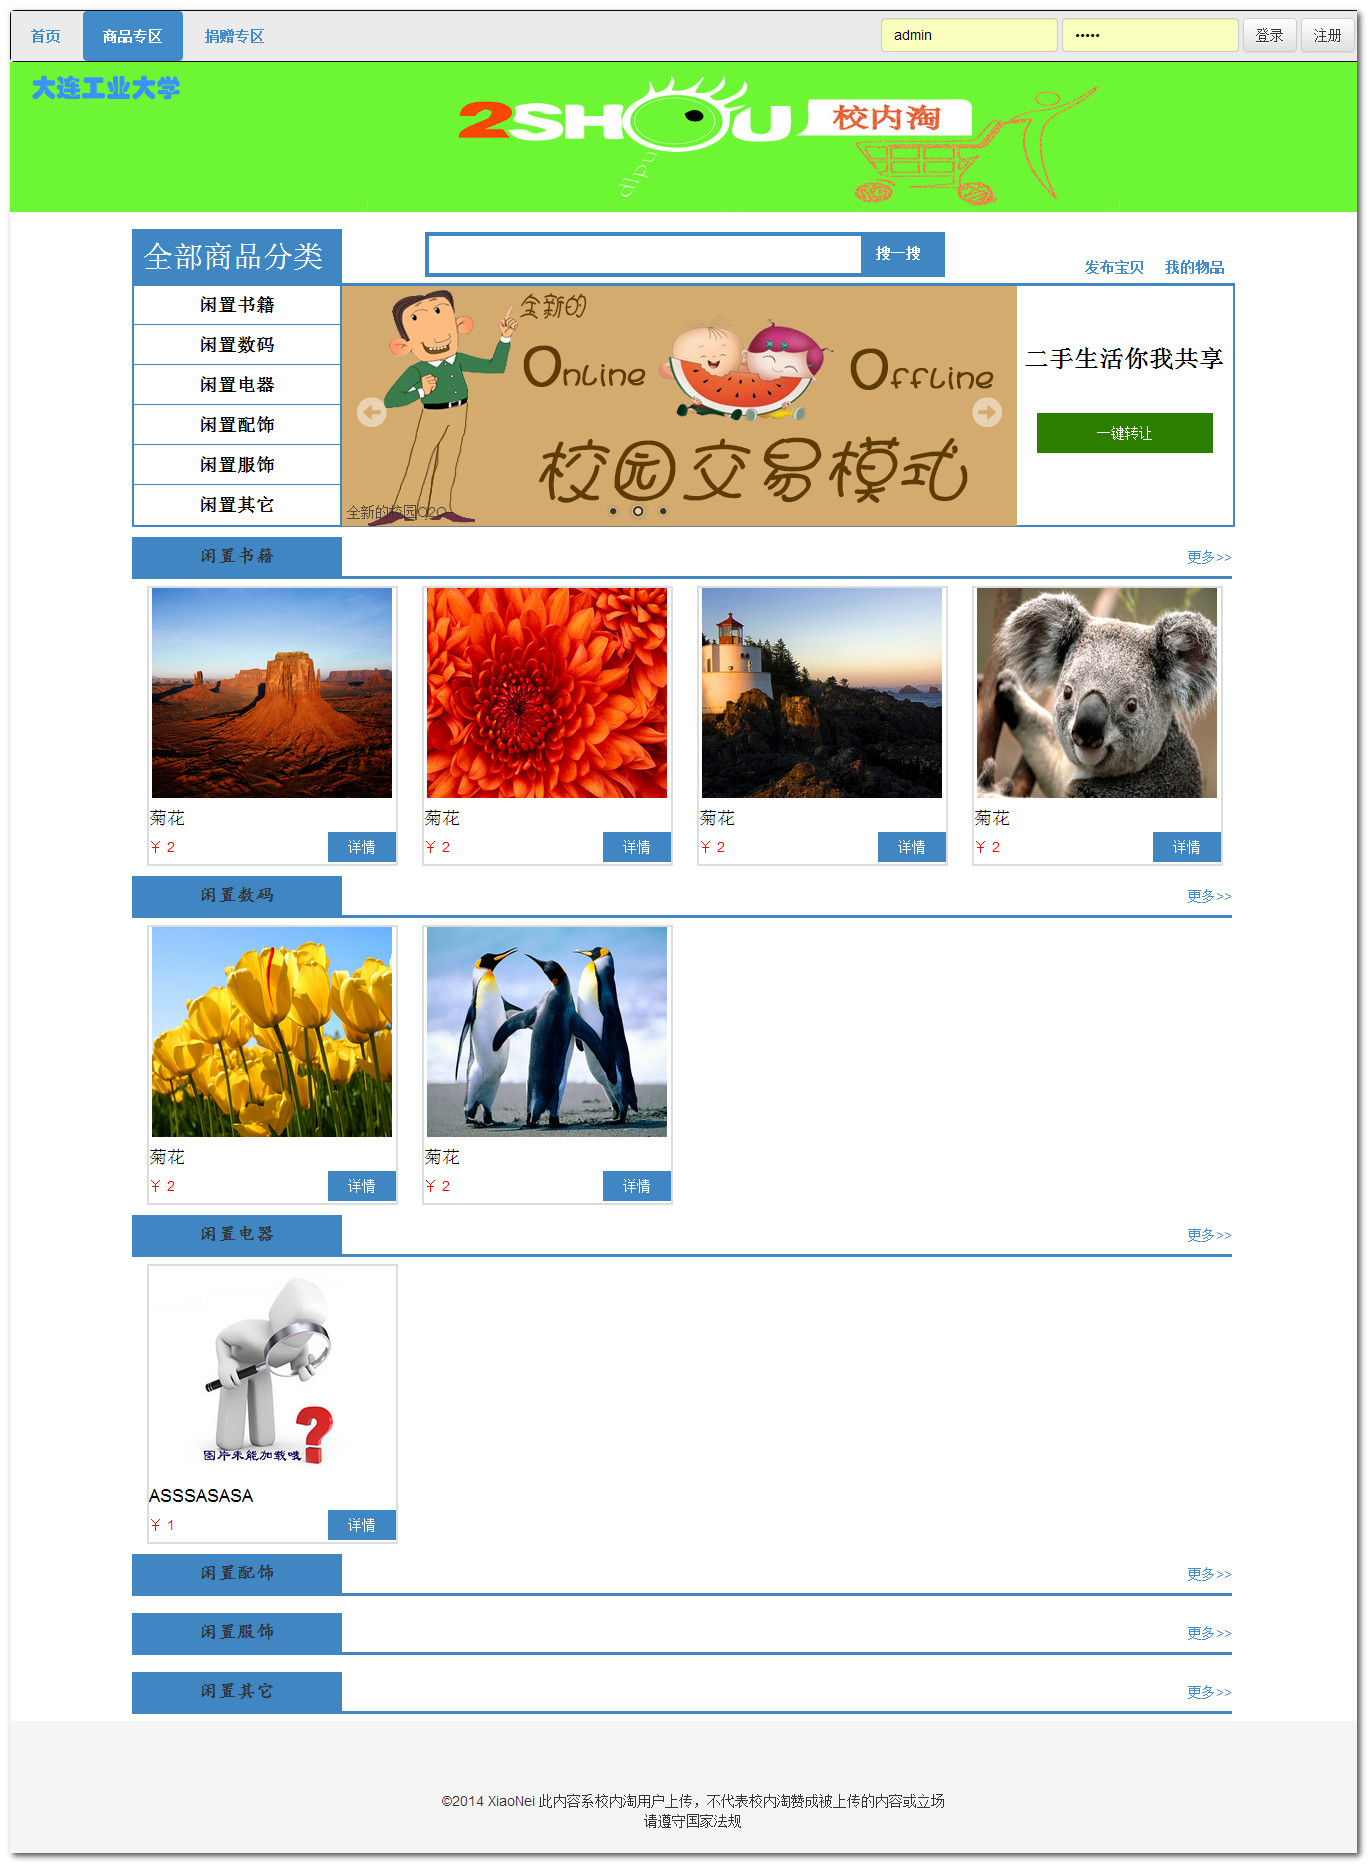 首页 商品专区 捐赠专区 admin ••••• 登录 注册
大连工业大学
2SHOU 校内淘
dlpu
全部商品分类 搜一搜 发布宝贝 我的物品
闲置书籍
闲置数码
闲置电器
闲置配饰
闲置服饰
闲置其它
全新的
Online Offline
校园交易模式
全新的校园O2O
二手生活你我共享
一键转让
闲置书籍 更多>>
菊花 菊花 菊花 菊花
￥ 2 详情 ￥ 2 详情 ￥ 2 详情 ￥ 2 详情
闲置数码 更多>>
菊花 菊花
￥ 2 详情 ￥ 2 详情
闲置电器 更多>>
图片未能加载哦
ASSSASASA
￥ 1 详情
闲置配饰 更多>>
闲置服饰 更多>>
闲置其它 更多>>
©2014 XiaoNei 此内容系校内淘用户上传，不代表校内淘赞成被上传的内容或立场
请遵守国家法规